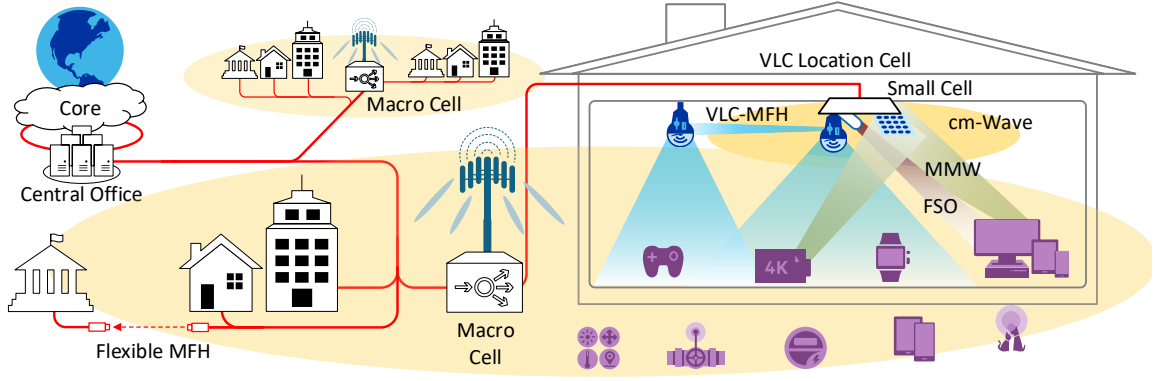 Core
Central Office
Macro Cell
VLC Location Cell
Small Cell
VLC-MFH
cm-Wave
MMW
FSO
4K
Flexible MFH
Macro
Cell